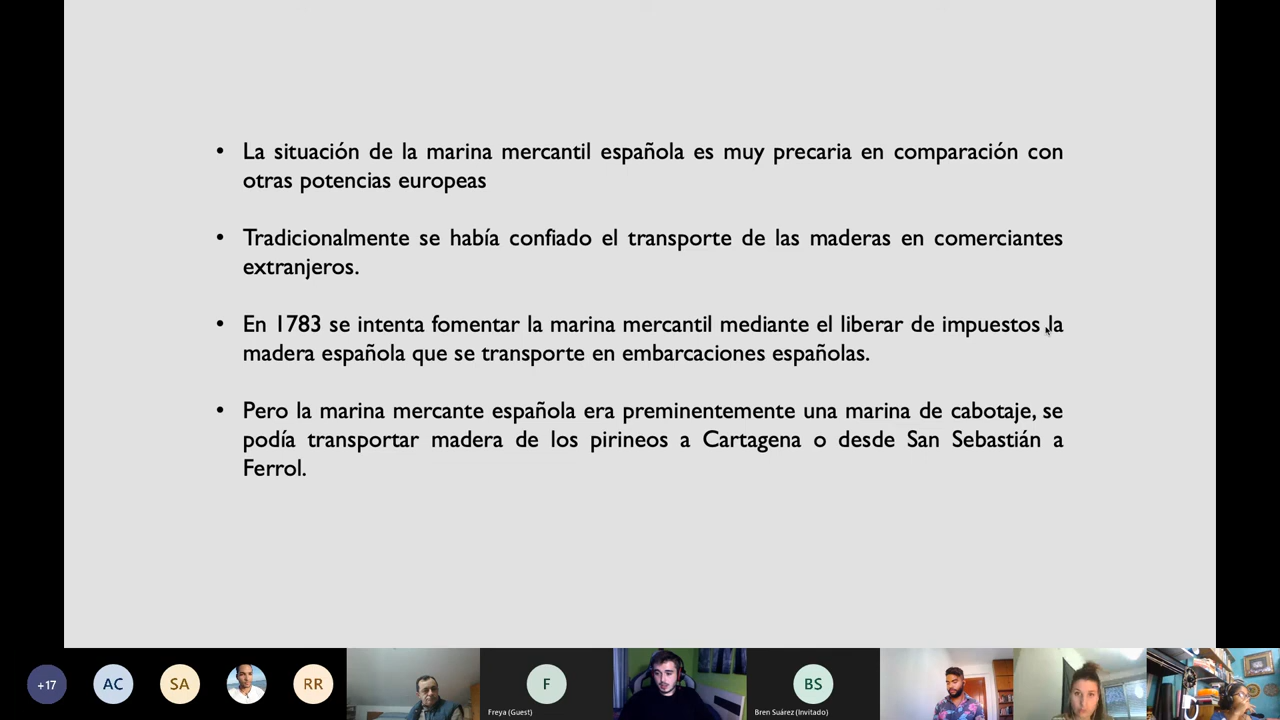 • La situación de la marina mercantil española es muy precaria en comparación con
otras potencias europeas
• Tradicionalmente se había confiado el transporte de las maderas en comerciantes
extranjeros.
• En 1783 se intenta fomentar la marina mercantil mediante el liberar de impuestos la
madera española que se transporte en embarcaciones españolas.
• Pero la marina mercante española era preminentemente una marina de cabotaje, se
podía transportar madera de los pirineos a Cartagena o desde San Sebastián a
Ferrol.
+17
AC
SA
RR
F
Freya (Guest)
BS
Bren Suárez (Invitado)